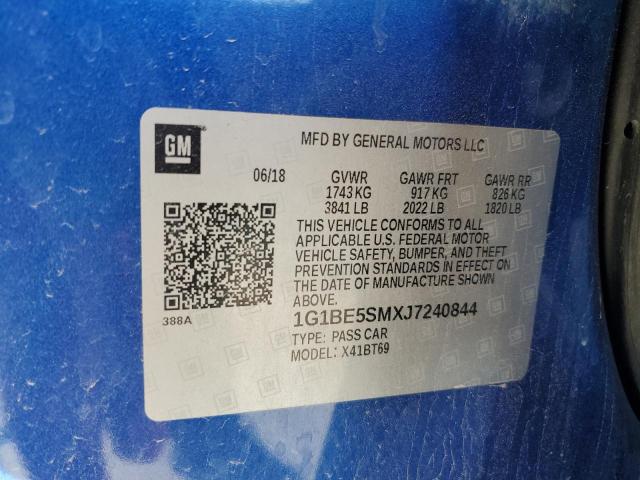 GM
MFD BY GENERAL MOTORS LLC
06/18 GVWR GAWR FRT GAWR RR
1743 KG 917 KG 826 KG
3841 LB 2022 LB 1820 LB
THIS VEHICLE CONFORMS TO ALL
APPLICABLE U.S. FEDERAL MOTOR
VEHICLE SAFETY, BUMPER, AND THEFT
PREVENTION STANDARDS IN EFFECT ON
THE DATE OF MANUFACTURE SHOWN
ABOVE.
388A
1G1BE5SMXJ7240844
TYPE: PASS CAR
MODEL: X41BT69